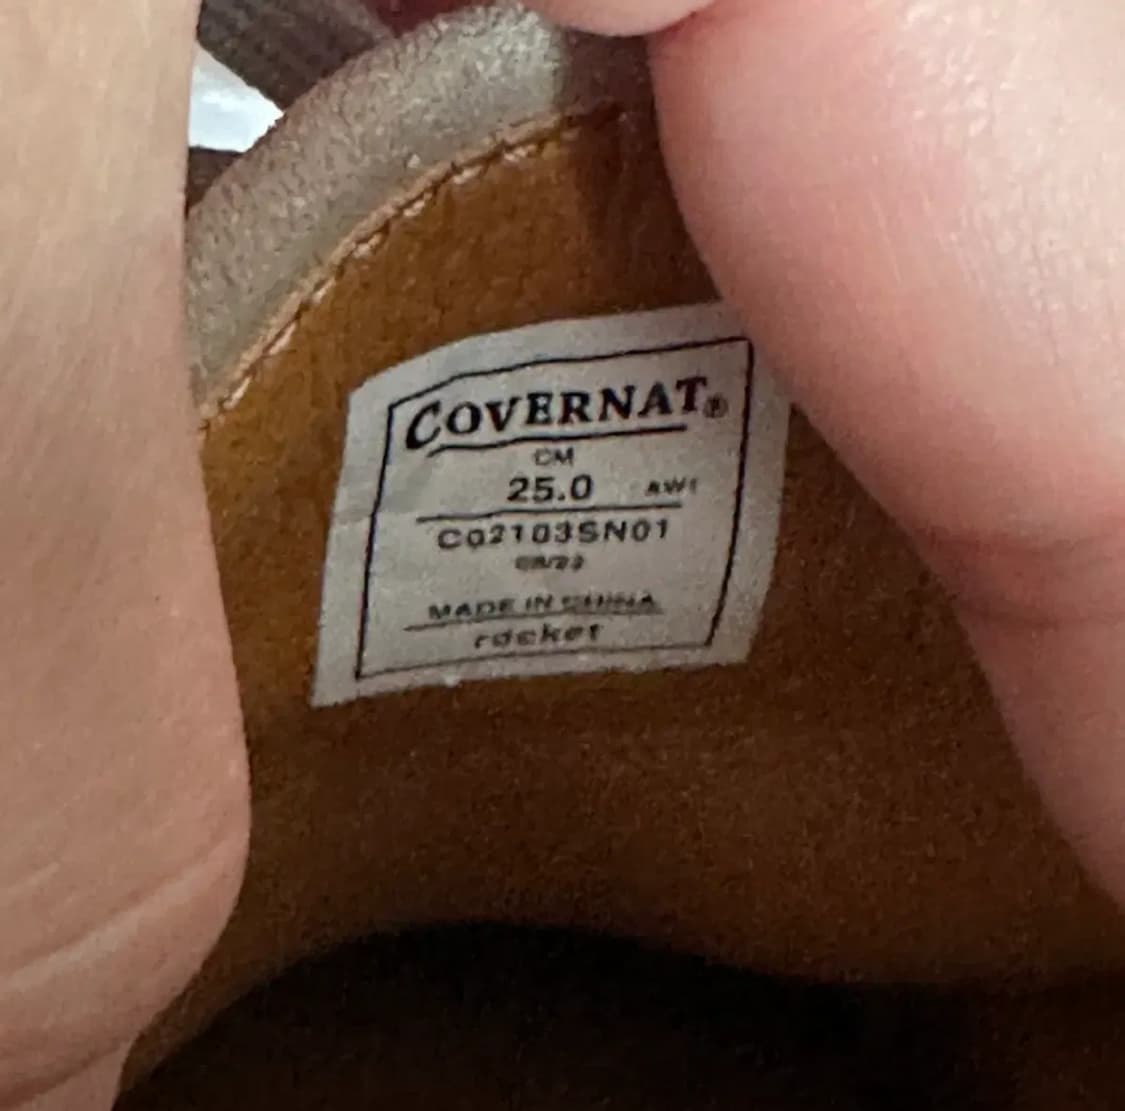 COVERNAT®
CM
25.0
C02103SN01
MADE IN CHINA
rocket